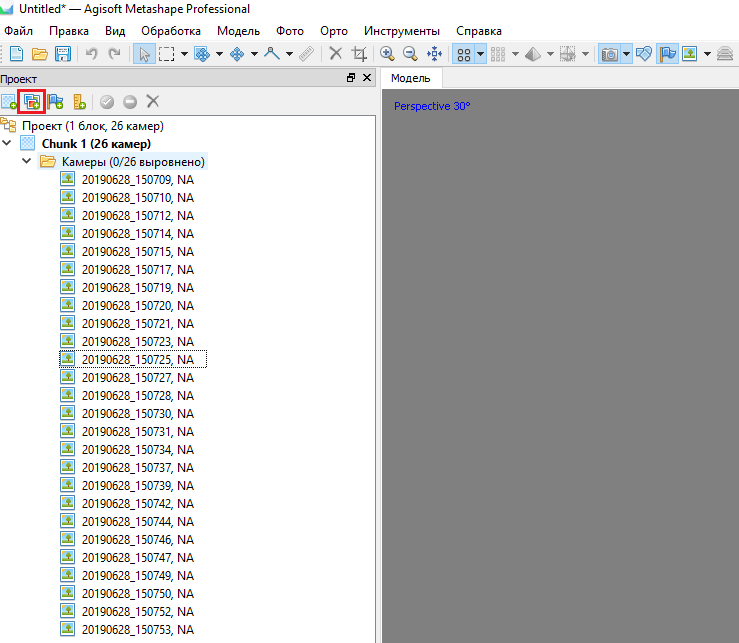 Untitled* — Agisoft Metashape Professional
Файл Правка Вид Обработка Модель Фото Орто Инструменты Справка
Проект
Модель
Perspective 30°
Проект (1 блок, 26 камер)
Chunk 1 (26 камер)
Камеры (0/26 выровнено)
20190628_150709, NA
20190628_150710, NA
20190628_150712, NA
20190628_150714, NA
20190628_150715, NA
20190628_150717, NA
20190628_150719, NA
20190628_150720, NA
20190628_150721, NA
20190628_150723, NA
20190628_150725, NA
20190628_150727, NA
20190628_150728, NA
20190628_150730, NA
20190628_150731, NA
20190628_150734, NA
20190628_150737, NA
20190628_150739, NA
20190628_150742, NA
20190628_150744, NA
20190628_150746, NA
20190628_150747, NA
20190628_150749, NA
20190628_150750, NA
20190628_150752, NA
20190628_150753, NA